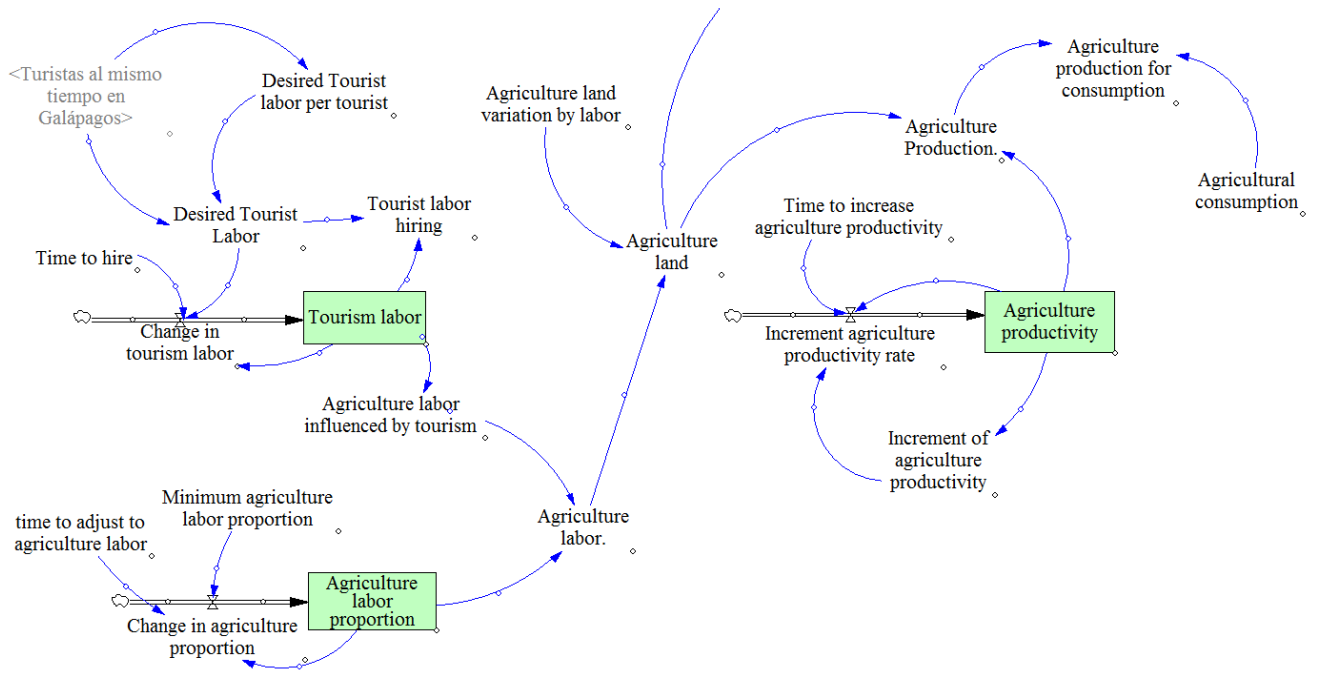 <Turistas al mismo
tiempo en
Galápagos>
Desired Tourist
labor per tourist
Desired Tourist
Labor
Tourist labor
hiring
Time to hire
Change in
tourism labor
Tourism labor
Agriculture labor
influenced by tourism
Minimum agriculture
labor proportion
time to adjust to
agriculture labor
Change in agriculture
proportion
Agriculture
labor
proportion
Agriculture
labor.
Agriculture land
variation by labor
Agriculture
land
Agriculture
Production.
Agriculture
production for
consumption
Agricultural
consumption
Time to increase
agriculture productivity
Increment agriculture
productivity rate
Agriculture
productivity
Increment of
agriculture
productivity